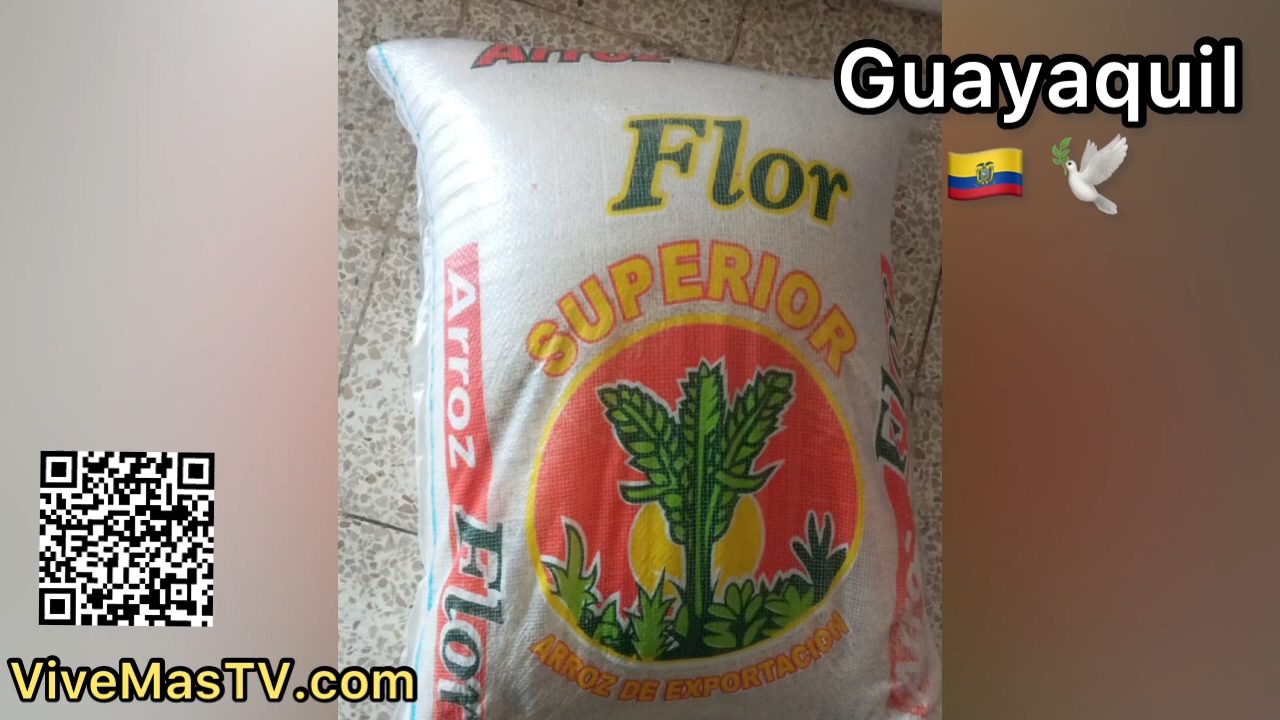 Arroz
Guayaquil
Flor
SUPERIOR
Arroz Flor
ARROZ DE EXPORTACION
ViveMasTV.com